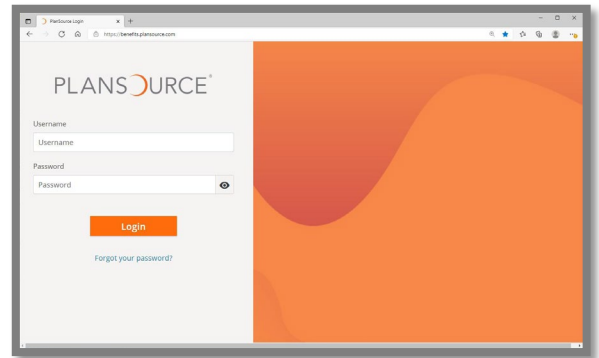 PlanSource Login
https://benefits.plansource.com
PLANSOURCE®
Username
Username
Password
Password
Login
Forgot your password?